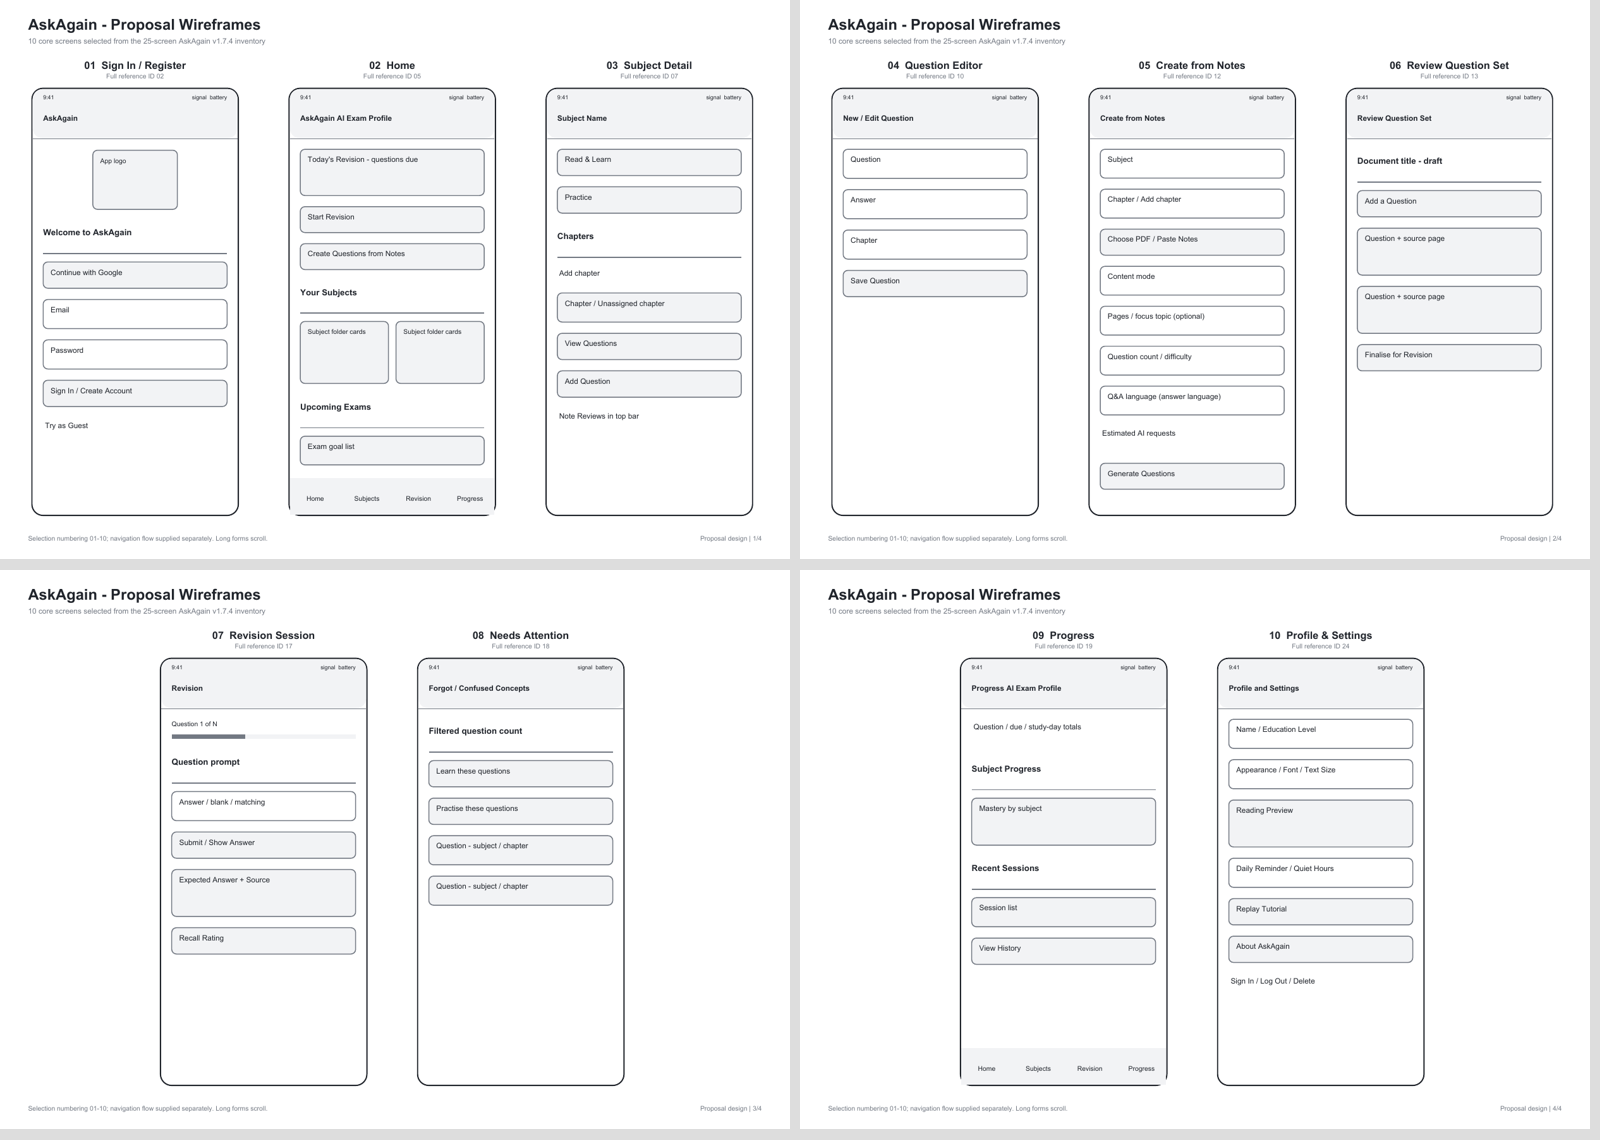 AskAgain - Proposal Wireframes
10 core screens selected from the 25-screen AskAgain v1.7.4 inventory
01 Sign In / Register
Full reference ID 02
9:41 signal battery
AskAgain
App logo
Welcome to AskAgain
Continue with Google
Email
Password
Sign In / Create Account
Try as Guest
02 Home
Full reference ID 05
9:41 signal battery
AskAgain AI Exam Profile
Today's Revision - questions due
Start Revision
Create Questions from Notes
Your Subjects
Subject folder cards Subject folder cards
Upcoming Exams
Exam goal list
Home Subjects Revision Progress
03 Subject Detail
Full reference ID 07
9:41 signal battery
Subject Name
Read & Learn
Practice
Chapters
Add chapter
Chapter / Unassigned chapter
View Questions
Add Question
Note Reviews in top bar
Selection numbering 01-10; navigation flow supplied separately. Long forms scroll.
Proposal design | 1/4
AskAgain - Proposal Wireframes
10 core screens selected from the 25-screen AskAgain v1.7.4 inventory
04 Question Editor
Full reference ID 10
9:41 signal battery
New / Edit Question
Question
Answer
Chapter
Save Question
05 Create from Notes
Full reference ID 12
9:41 signal battery
Create from Notes
Subject
Chapter / Add chapter
Choose PDF / Paste Notes
Content mode
Pages / focus topic (optional)
Question count / difficulty
Q&A language (answer language)
Estimated AI requests
Generate Questions
06 Review Question Set
Full reference ID 13
9:41 signal battery
Review Question Set
Document title - draft
Add a Question
Question + source page
Question + source page
Finalise for Revision
Selection numbering 01-10; navigation flow supplied separately. Long forms scroll.
Proposal design | 2/4
AskAgain - Proposal Wireframes
10 core screens selected from the 25-screen AskAgain v1.7.4 inventory
07 Revision Session
Full reference ID 17
9:41 signal battery
Revision
Question 1 of N
Question prompt
Answer / blank / matching
Submit / Show Answer
Expected Answer + Source
Recall Rating
08 Needs Attention
Full reference ID 18
9:41 signal battery
Forgot / Confused Concepts
Filtered question count
Learn these questions
Practise these questions
Question - subject / chapter
Question - subject / chapter
Selection numbering 01-10; navigation flow supplied separately. Long forms scroll.
Proposal design | 3/4
AskAgain - Proposal Wireframes
10 core screens selected from the 25-screen AskAgain v1.7.4 inventory
09 Progress
Full reference ID 19
9:41 signal battery
Progress AI Exam Profile
Question / due / study-day totals
Subject Progress
Mastery by subject
Recent Sessions
Session list
View History
Home Subjects Revision Progress
10 Profile & Settings
Full reference ID 24
9:41 signal battery
Profile and Settings
Name / Education Level
Appearance / Font / Text Size
Reading Preview
Daily Reminder / Quiet Hours
Replay Tutorial
About AskAgain
Sign In / Log Out / Delete
Selection numbering 01-10; navigation flow supplied separately. Long forms scroll.
Proposal design | 4/4